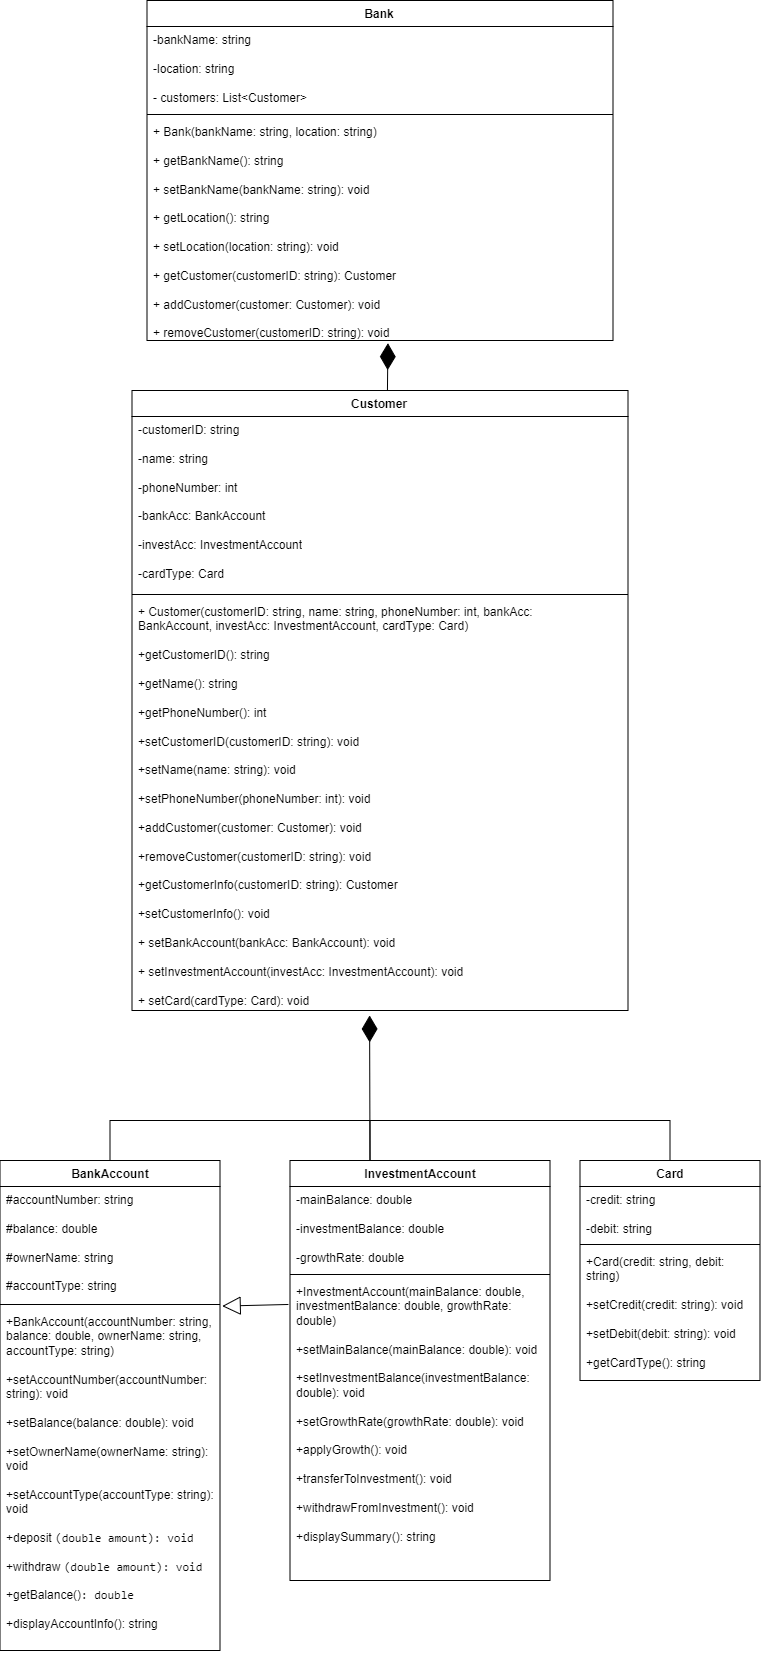 Bank
-bankName: string
-location: string
- customers: List<Customer>
+ Bank(bankName: string, location: string)
+ getBankName(): string
+ setBankName(bankName: string): void
+ getLocation(): string
+ setLocation(location: string): void
+ getCustomer(customerID: string): Customer
+ addCustomer(customer: Customer): void
+ removeCustomer(customerID: string): void
Customer
-customerID: string
-name: string
-phoneNumber: int
-bankAcc: BankAccount
-investAcc: InvestmentAccount
-cardType: Card
+ Customer(customerID: string, name: string, phoneNumber: int, bankAcc:
BankAccount, investAcc: InvestmentAccount, cardType: Card)
+getCustomerID(): string
+getName(): string
+getPhoneNumber(): int
+setCustomerID(customerID: string): void
+setName(name: string): void
+setPhoneNumber(phoneNumber: int): void
+addCustomer(customer: Customer): void
+removeCustomer(customerID: string): void
+getCustomerInfo(customerID: string): Customer
+setCustomerInfo(): void
+ setBankAccount(bankAcc: BankAccount): void
+ setInvestmentAccount(investAcc: InvestmentAccount): void
+ setCard(cardType: Card): void
BankAccount
#accountNumber: string
#balance: double
#ownerName: string
#accountType: string
+BankAccount(accountNumber: string,
balance: double, ownerName: string,
accountType: string)
+setAccountNumber(accountNumber:
string): void
+setBalance(balance: double): void
+setOwnerName(ownerName: string):
void
+setAccountType(accountType: string):
void
+deposit (double amount): void
+withdraw (double amount): void
+getBalance(): double
+displayAccountInfo(): string
InvestmentAccount
-mainBalance: double
-investmentBalance: double
-growthRate: double
+InvestmentAccount(mainBalance: double,
investmentBalance: double, growthRate:
double)
+setMainBalance(mainBalance: double): void
+setInvestmentBalance(investmentBalance:
double): void
+setGrowthRate(growthRate: double): void
+applyGrowth(): void
+transferToInvestment(): void
+withdrawFromInvestment(): void
+displaySummary(): string
Card
-credit: string
-debit: string
+Card(credit: string, debit:
string)
+setCredit(credit: string): void
+setDebit(debit: string): void
+getCardType(): string